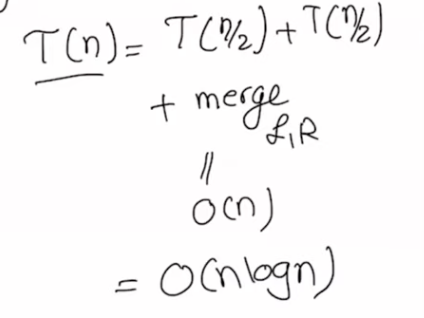 T(n) = T(n/2) + T(n/2)
+ merge
L,R
||
O(n)
= O(nlogn)